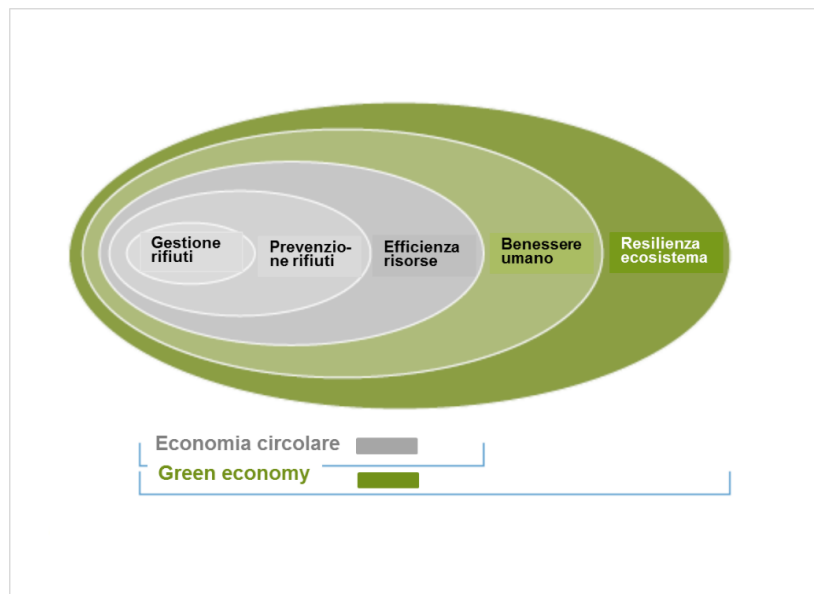 Gestione
rifiuti
Prevenzio-
ne rifiuti
Efficienza
risorse
Benessere
umano
Resilienza
ecosistema
Economia circolare
Green economy